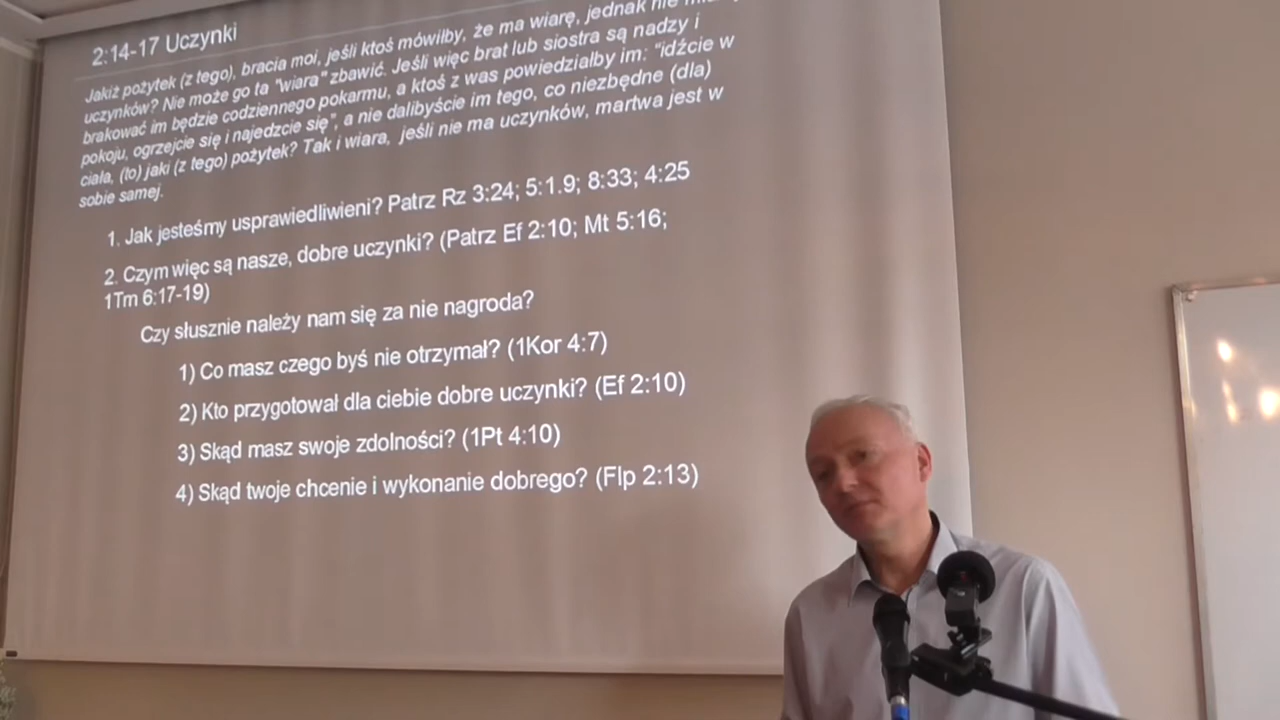 2:14-17 Uczynki
Jakiż pożytek (z tego), bracia moi, jeśli ktoś mówiłby, że ma wiarę, jednak nie
uczynków? Nie może go ta "wiara" zbawić. Jeśli więc brat lub siostra są nadzy i
brakować im będzie codziennego pokarmu, a ktoś z was powiedziałby im: "idźcie w
pokoju, ogrzejcie się i najedzcie się", a nie dalibyście im tego, co niezbędne (dla)
ciała, (to) jaki (z tego) pożytek? Tak i wiara, jeśli nie ma uczynków, martwa jest w
sobie samej.
1. Jak jesteśmy usprawiedliwieni? Patrz Rz 3:24; 5:1.9; 8:33; 4:25
2. Czym więc są nasze, dobre uczynki? (Patrz Ef 2:10; Mt 5:16;
1Tm 6:17-19)
Czy słusznie należy nam się za nie nagroda?
1) Co masz czego byś nie otrzymał? (1Kor 4:7)
2) Kto przygotował dla ciebie dobre uczynki? (Ef 2:10)
3) Skąd masz swoje zdolności? (1Pt 4:10)
4) Skąd twoje chcenie i wykonanie dobrego? (Flp 2:13)